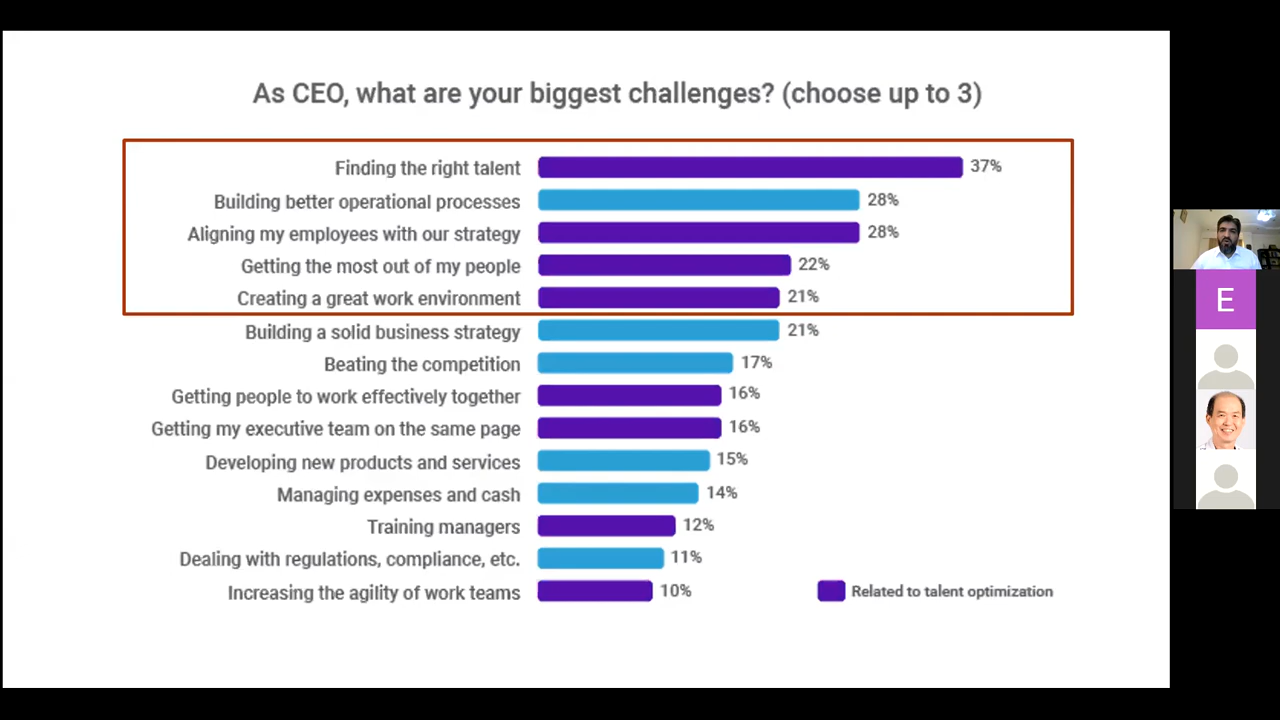 As CEO, what are your biggest challenges? (choose up to 3)
Finding the right talent 37%
Building better operational processes 28%
Aligning my employees with our strategy 28%
Getting the most out of my people 22%
Creating a great work environment 21%
Building a solid business strategy 21%
Beating the competition 17%
Getting people to work effectively together 16%
Getting my executive team on the same page 16%
Developing new products and services 15%
Managing expenses and cash 14%
Training managers 12%
Dealing with regulations, compliance, etc. 11%
Increasing the agility of work teams 10%
Related to talent optimization
E